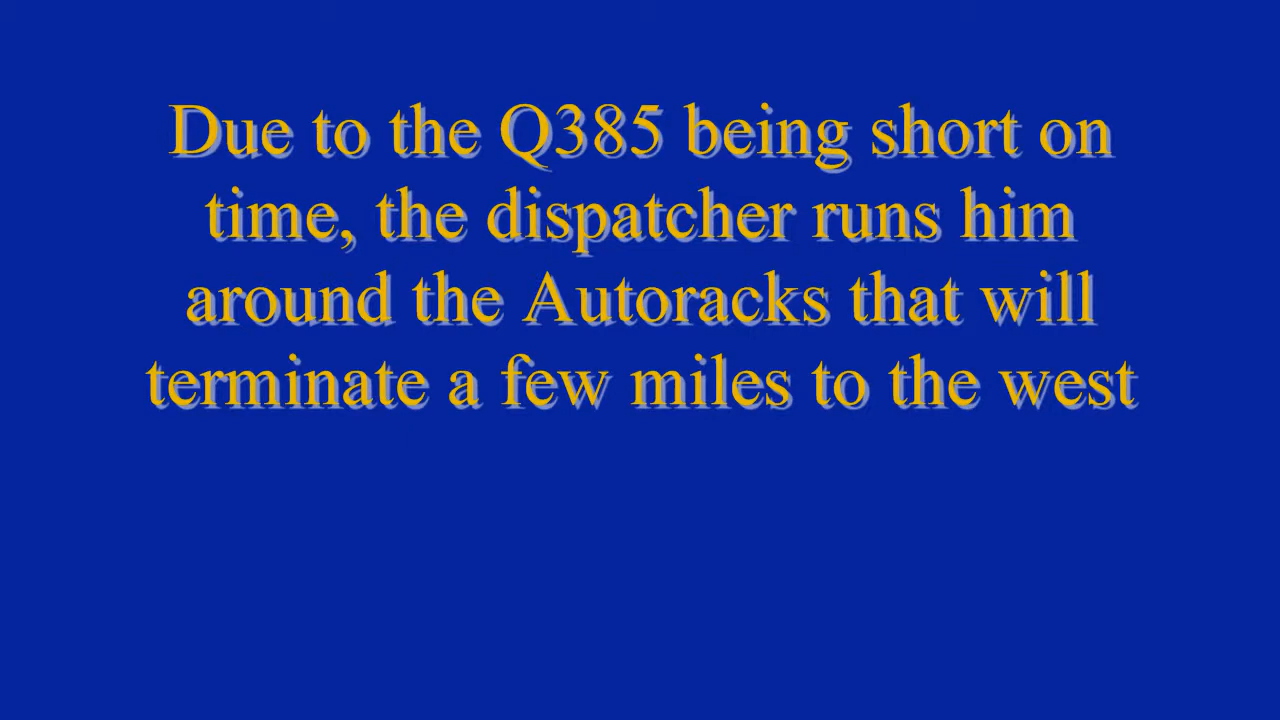 Due to the Q385 being short on
time, the dispatcher runs him
around the Autoracks that will
terminate a few miles to the west